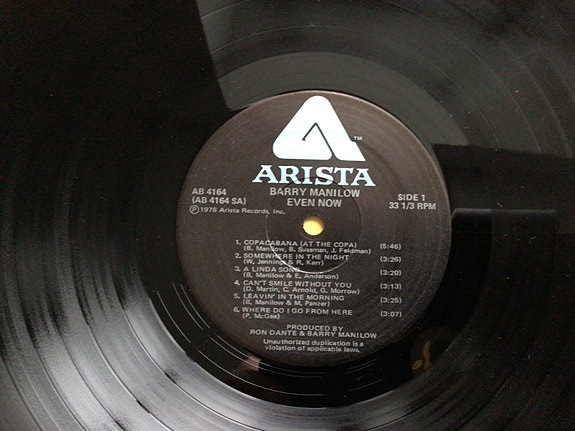 ™
ARISTA
BARRY MANILOW
EVEN NOW
AB 4164
(AB 4164 SA)
Ⓟ1978 Arista Records, Inc.
SIDE 1
33 1/3 RPM
1. COPACABANA (AT THE COPA) (5:46)
(B. Manilow, B. Sussman, J. Feldman)
2. SOMEWHERE IN THE NIGHT (3:26)
(W. Jennings & R. Kerr)
3. A LINDA SONG (3:20)
(B. Manilow & E. Anderson)
4. CAN'T SMILE WITHOUT YOU (3:13)
(D. Martin, C. Arnold, G. Morrow)
5. LEAVIN' IN THE MORNING (3:25)
(B. Manilow & M. Panzer)
6. WHERE DO I GO FROM HERE (3:07)
(P. McGee)
PRODUCED BY
RON DANTE & BARRY MANILOW
Unauthorized duplication is a
violation of applicable laws.